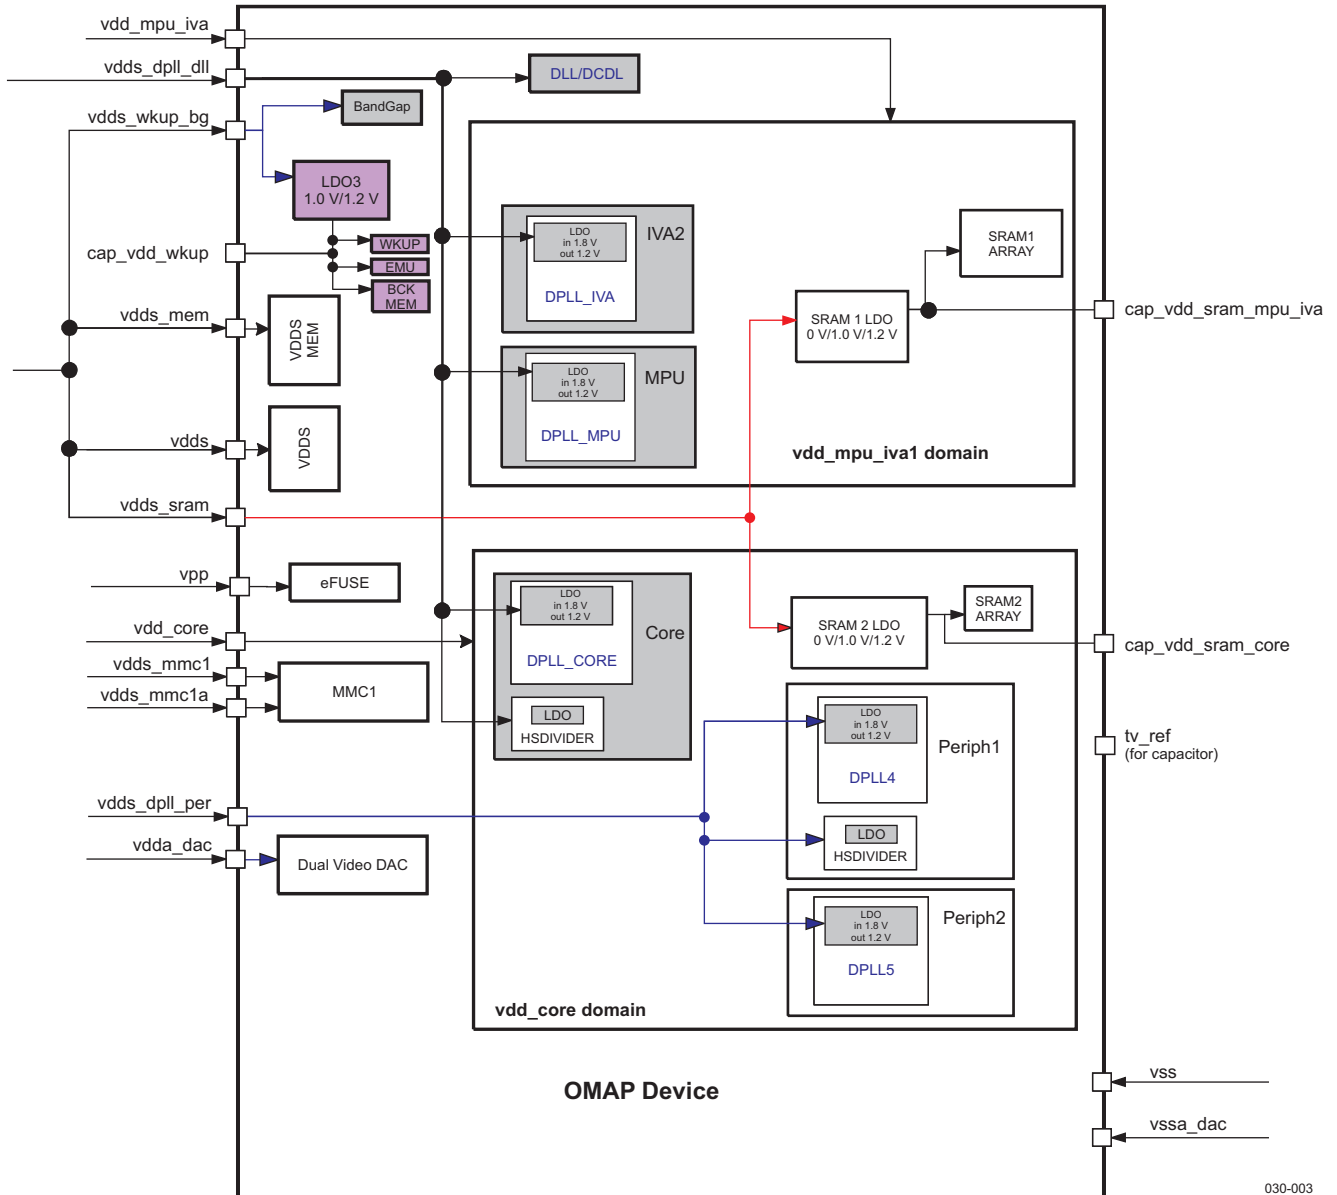 vdd_mpu_iva
vdds_dpll_dll
DLL/DCDL
BandGap
vdds_wkup_bg
LDO3
1.0 V/1.2 V
WKUP
EMU
BCK
MEM
cap_vdd_wkup
vdds_mem
VDDS
MEM
vdds
VDDS
vdds_sram
LDO
in 1.8 V
out 1.2 V
IVA2
DPLL_IVA
LDO
in 1.8 V
out 1.2 V
MPU
DPLL_MPU
SRAM1
ARRAY
SRAM 1 LDO
0 V/1.0 V/1.2 V
cap_vdd_sram_mpu_iva
vdd_mpu_iva1 domain
vpp
eFUSE
vdd_core
vdds_mmc1
vdds_mmc1a
MMC1
LDO
in 1.8 V
out 1.2 V
Core
DPLL_CORE
LDO
HSDIVIDER
SRAM2
ARRAY
SRAM 2 LDO
0 V/1.0 V/1.2 V
cap_vdd_sram_core
LDO
in 1.8 V
out 1.2 V
Periph1
DPLL4
LDO
HSDIVIDER
tv_ref
(for capacitor)
vdds_dpll_per
vdda_dac
Dual Video DAC
LDO
in 1.8 V
out 1.2 V
Periph2
DPLL5
vdd_core domain
OMAP Device
vss
vssa_dac
030-003